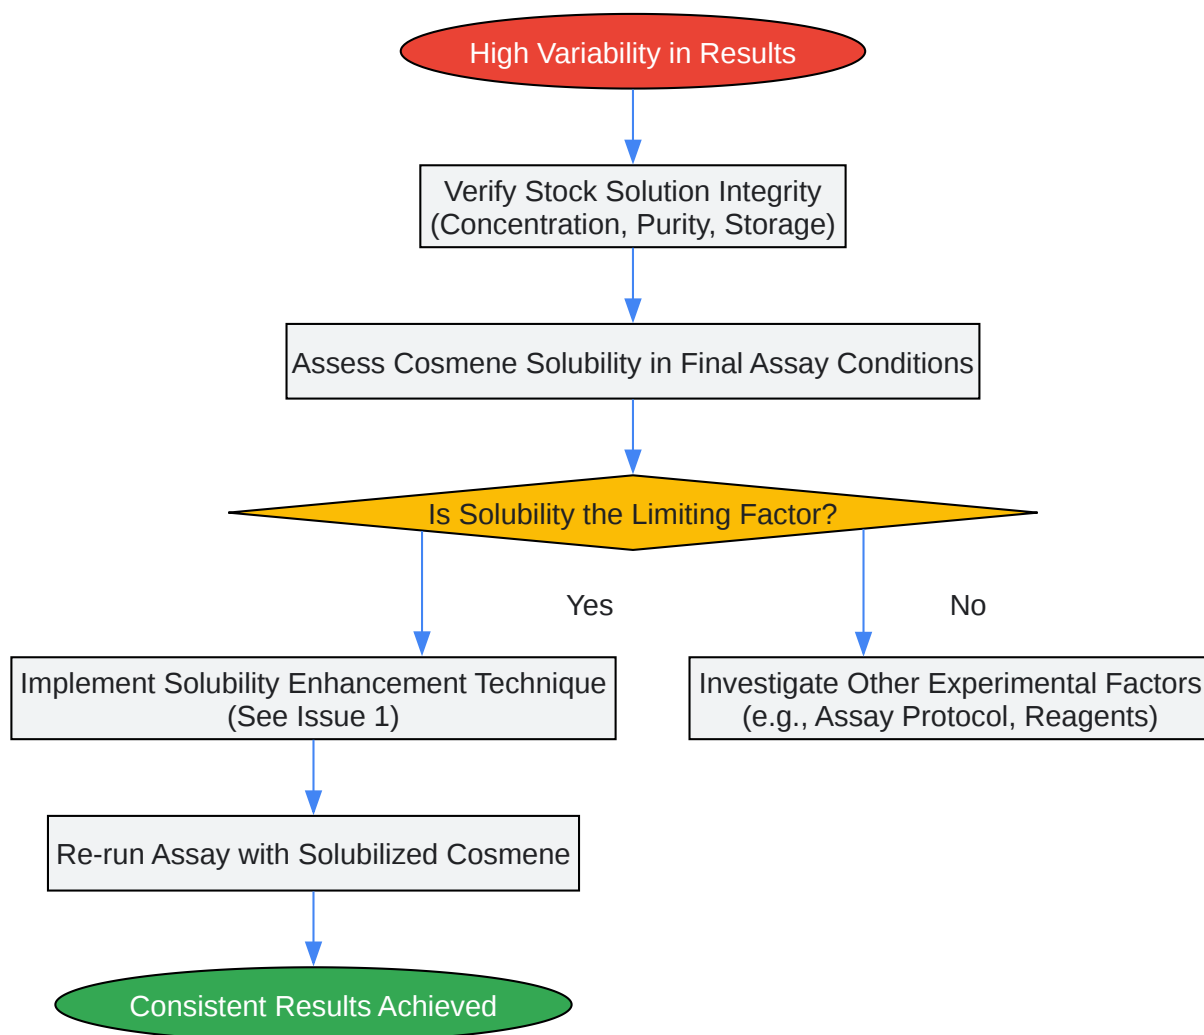 High Variability in Results
Verify Stock Solution Integrity
(Concentration, Purity, Storage)
Assess Cosmene Solubility in Final Assay Conditions
Is Solubility the Limiting Factor?
Yes
No
Implement Solubility Enhancement Technique
(See Issue 1)
Investigate Other Experimental Factors
(e.g., Assay Protocol, Reagents)
Re-run Assay with Solubilized Cosmene
Consistent Results Achieved